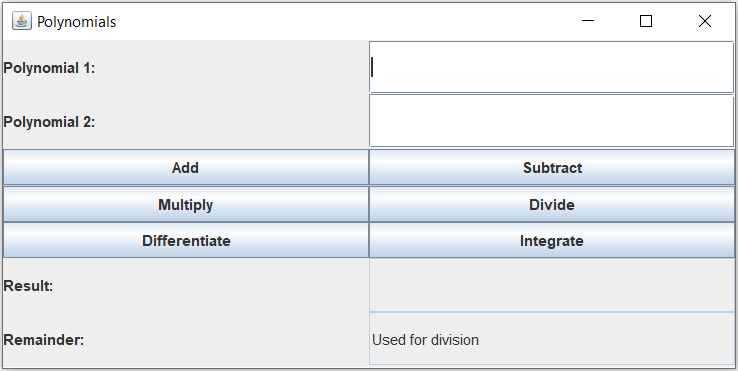 Polynomials
Polynomial 1:
Polynomial 2:
Add Subtract
Multiply Divide
Differentiate Integrate
Result:
Remainder: Used for division